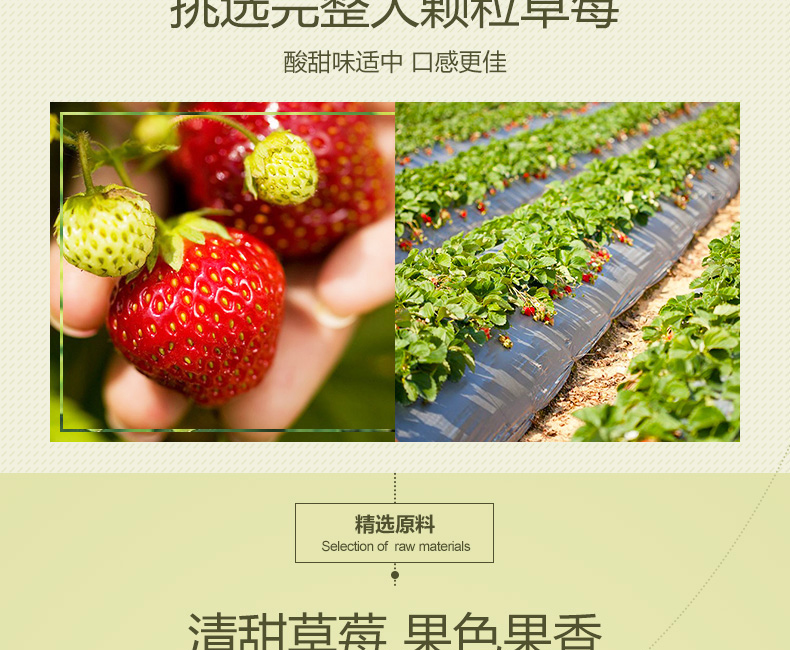 挑选完整大颗粒草莓
酸甜味适中 口感更佳
精选原料
Selection of raw materials
清甜草莓 果色果香